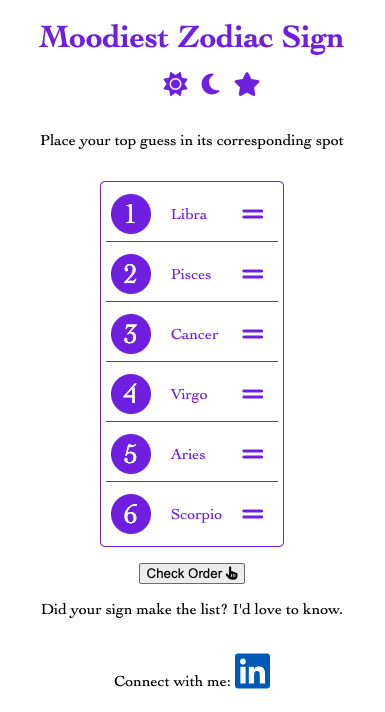 Moodiest Zodiac Sign
Place your top guess in its corresponding spot
1 Libra
2 Pisces
3 Cancer
4 Virgo
5 Aries
6 Scorpio
Check Order
Did your sign make the list? I'd love to know.
Connect with me: in